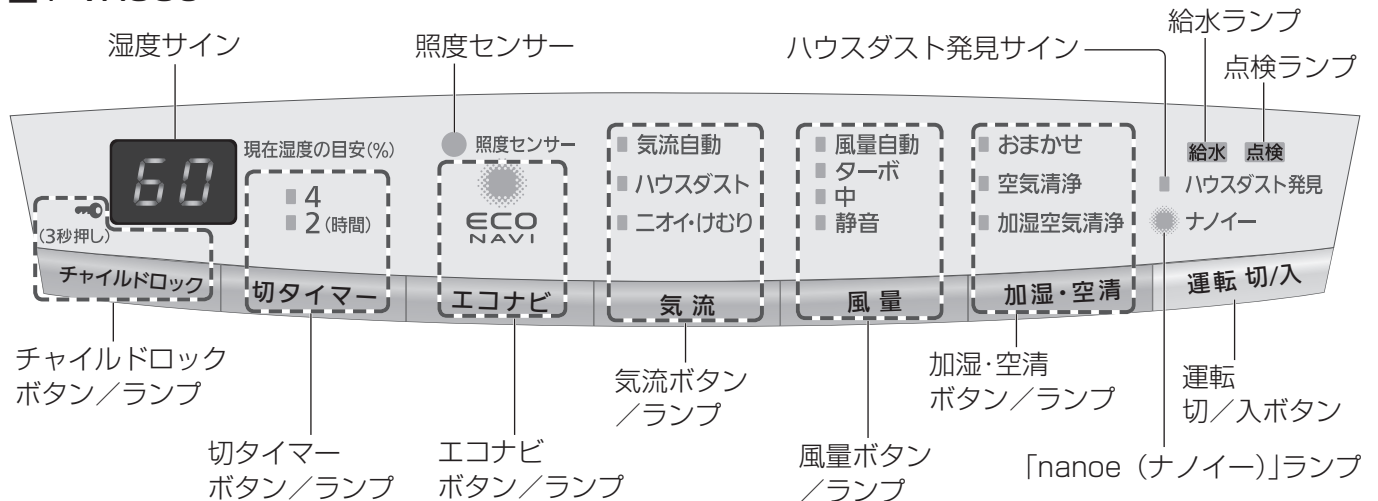 湿度サイン
照度センサー
ハウスダスト発見サイン
給水ランプ
点検ランプ
60
現在湿度の目安(%)
4
2(時間)
(3秒押し)
照度センサー
ECO
NAVI
気流自動
ハウスダスト
ニオイ・けむり
風量自動
ターボ
中
静音
おまかせ
空気清浄
加湿空気清浄
給水 点検
ハウスダスト発見
ナノイー
チャイルドロック
切タイマー
エコナビ
気流
風量
加湿・空清
運転 切/入
チャイルドロック
ボタン／ランプ
切タイマー
ボタン／ランプ
エコナビ
ボタン／ランプ
気流ボタン
／ランプ
風量ボタン
／ランプ
加湿・空清
ボタン／ランプ
運転
切／入ボタン
「nanoe（ナノイー）」ランプ